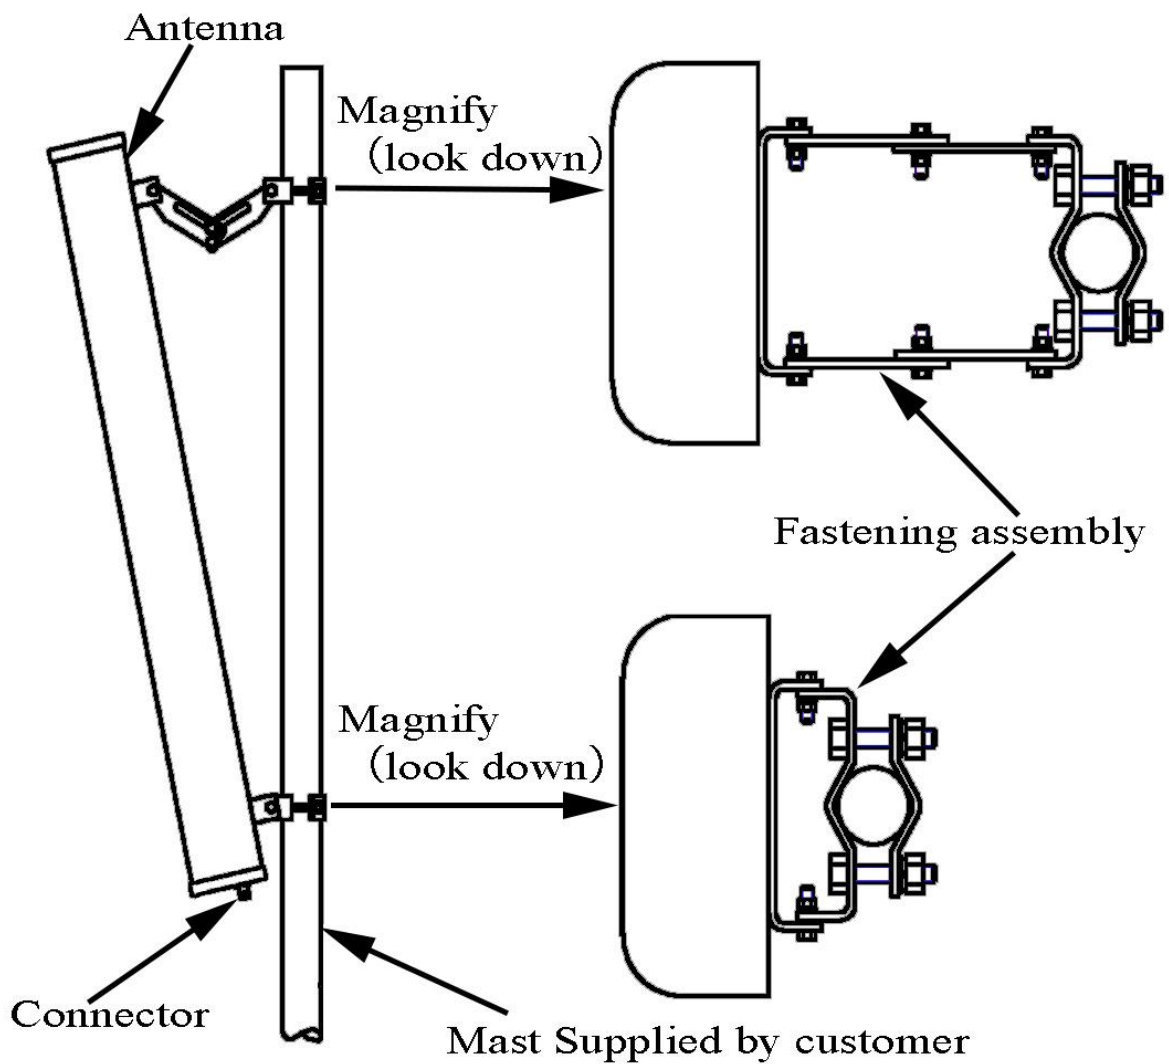 Antenna
Magnify
(look down)
Fastening assembly
Magnify
(look down)
Connector
Mast Supplied by customer